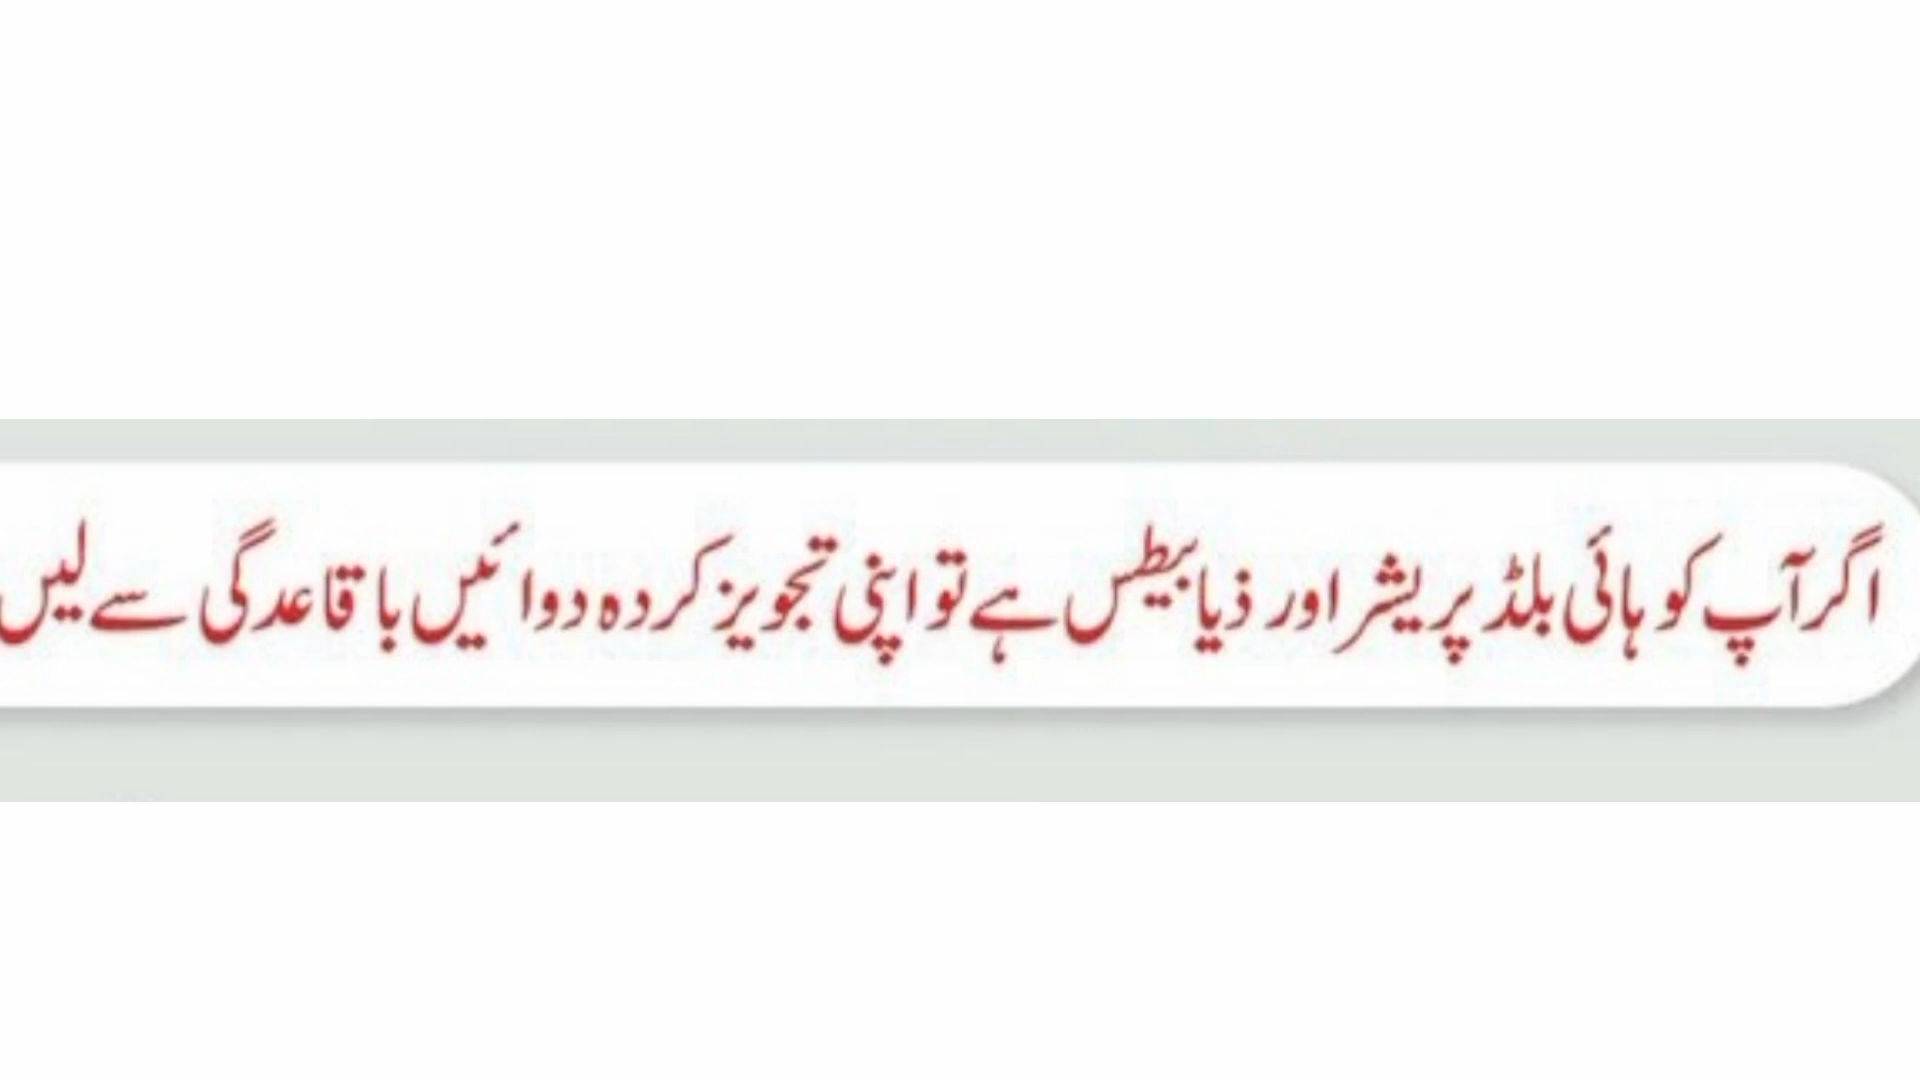 اگر آپ کو ہائی بلڈ پریشر اور ذیابیطس ہے تو اپنی تجویز کردہ دوائیں باقاعدگی سے لیں